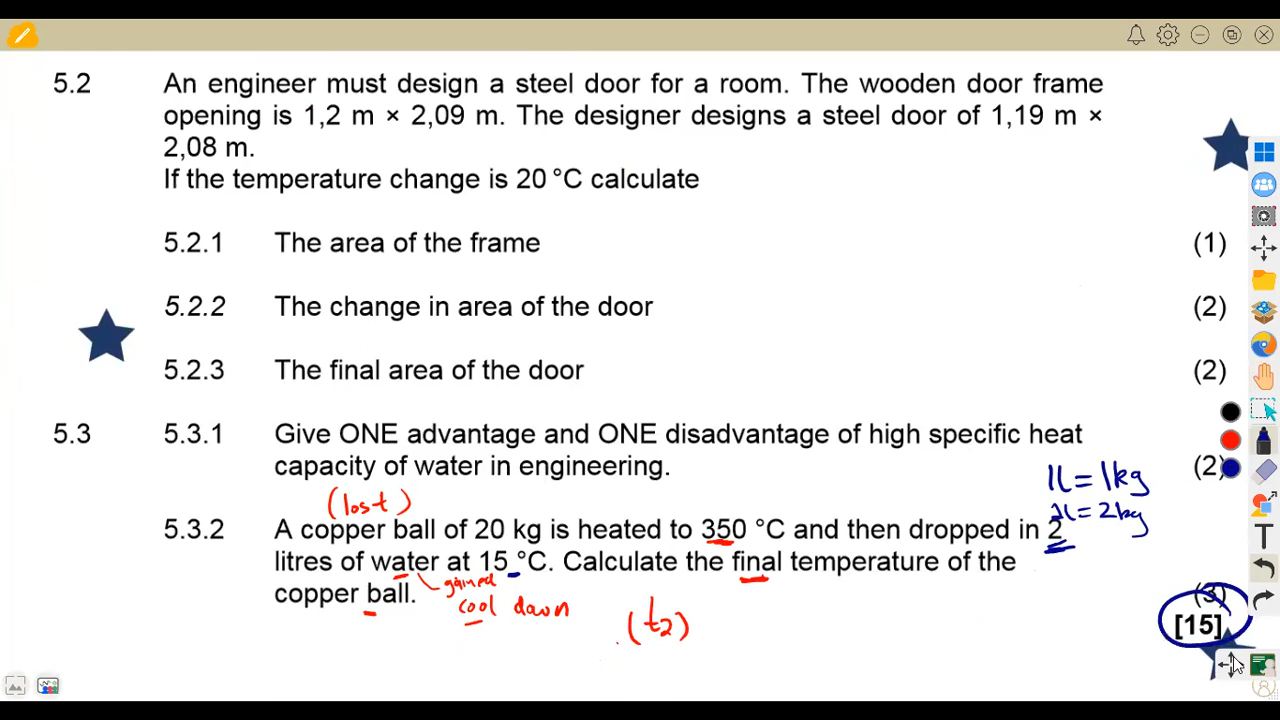 5.2 An engineer must design a steel door for a room. The wooden door frame
opening is 1,2 m × 2,09 m. The designer designs a steel door of 1,19 m ×
2,08 m.
If the temperature change is 20 °C calculate
5.2.1 The area of the frame (1)
5.2.2 The change in area of the door (2)
5.2.3 The final area of the door (2)
5.3 5.3.1 Give ONE advantage and ONE disadvantage of high specific heat
capacity of water in engineering. (2)
1L = 1kg
(lost)
2L = 2kg
5.3.2 A copper ball of 20 kg is heated to 350 °C and then dropped in 2
litres of water at 15 °C. Calculate the final temperature of the
gained
copper ball. (3)
cool down
(t2)
[15]
T